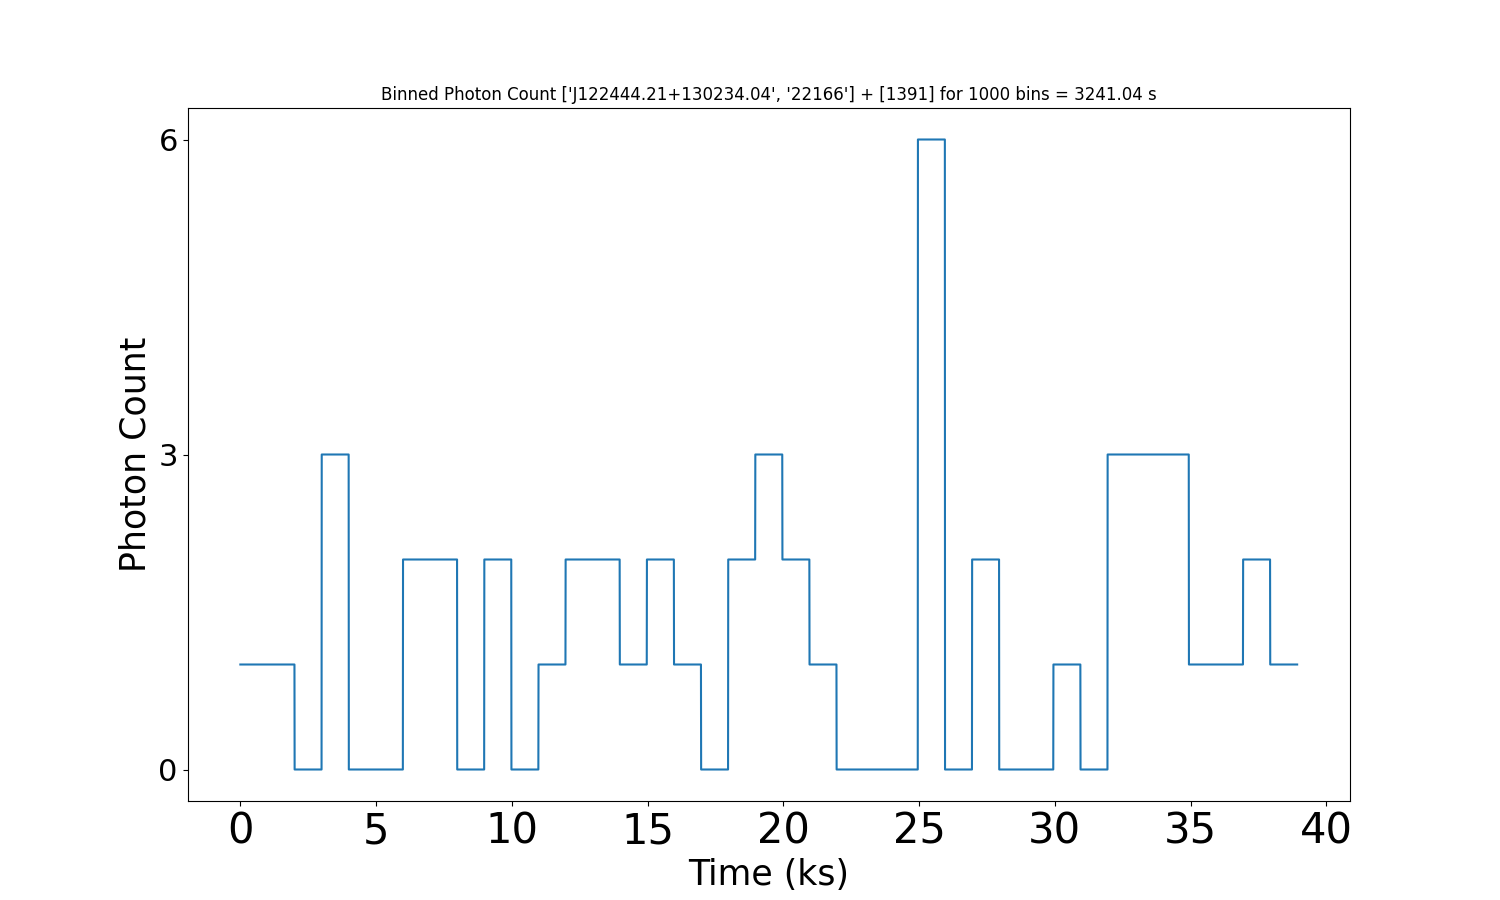 Binned Photon Count ['J122444.21+130234.04', '22166'] + [1391] for 1000 bins = 3241.04 s
6
3
0
Photon Count
0 5 10 15 20 25 30 35 40
Time (ks)